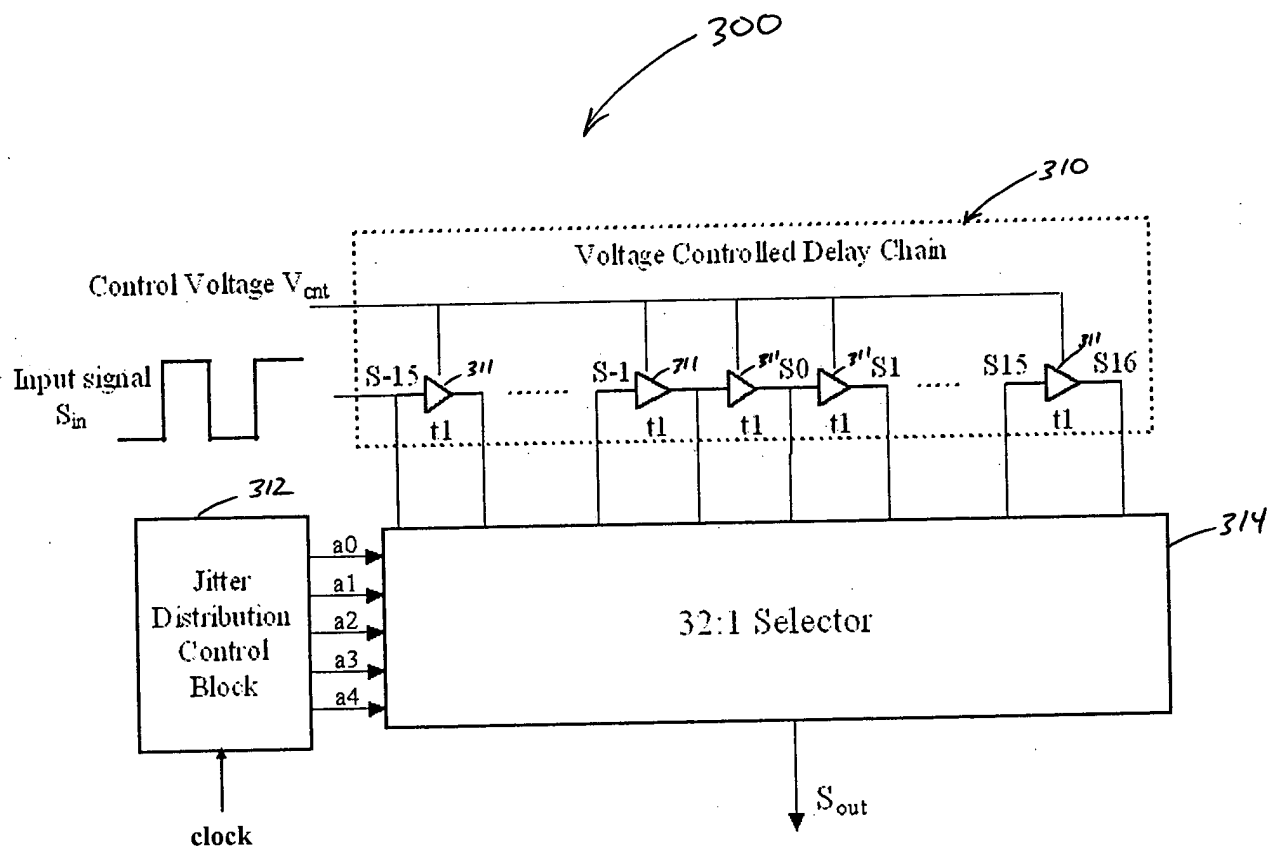 300
310
Voltage Controlled Delay Chain
Control Voltage Vcnt
Input signal
Sin
S-15 311 ........ S-1 311 311 S0 311 S1 ...... S15 311 S16
t1 t1 t1 t1 t1
312
314
Jitter
Distribution
Control
Block
a0
a1
a2
a3
a4
32:1 Selector
clock
Sout